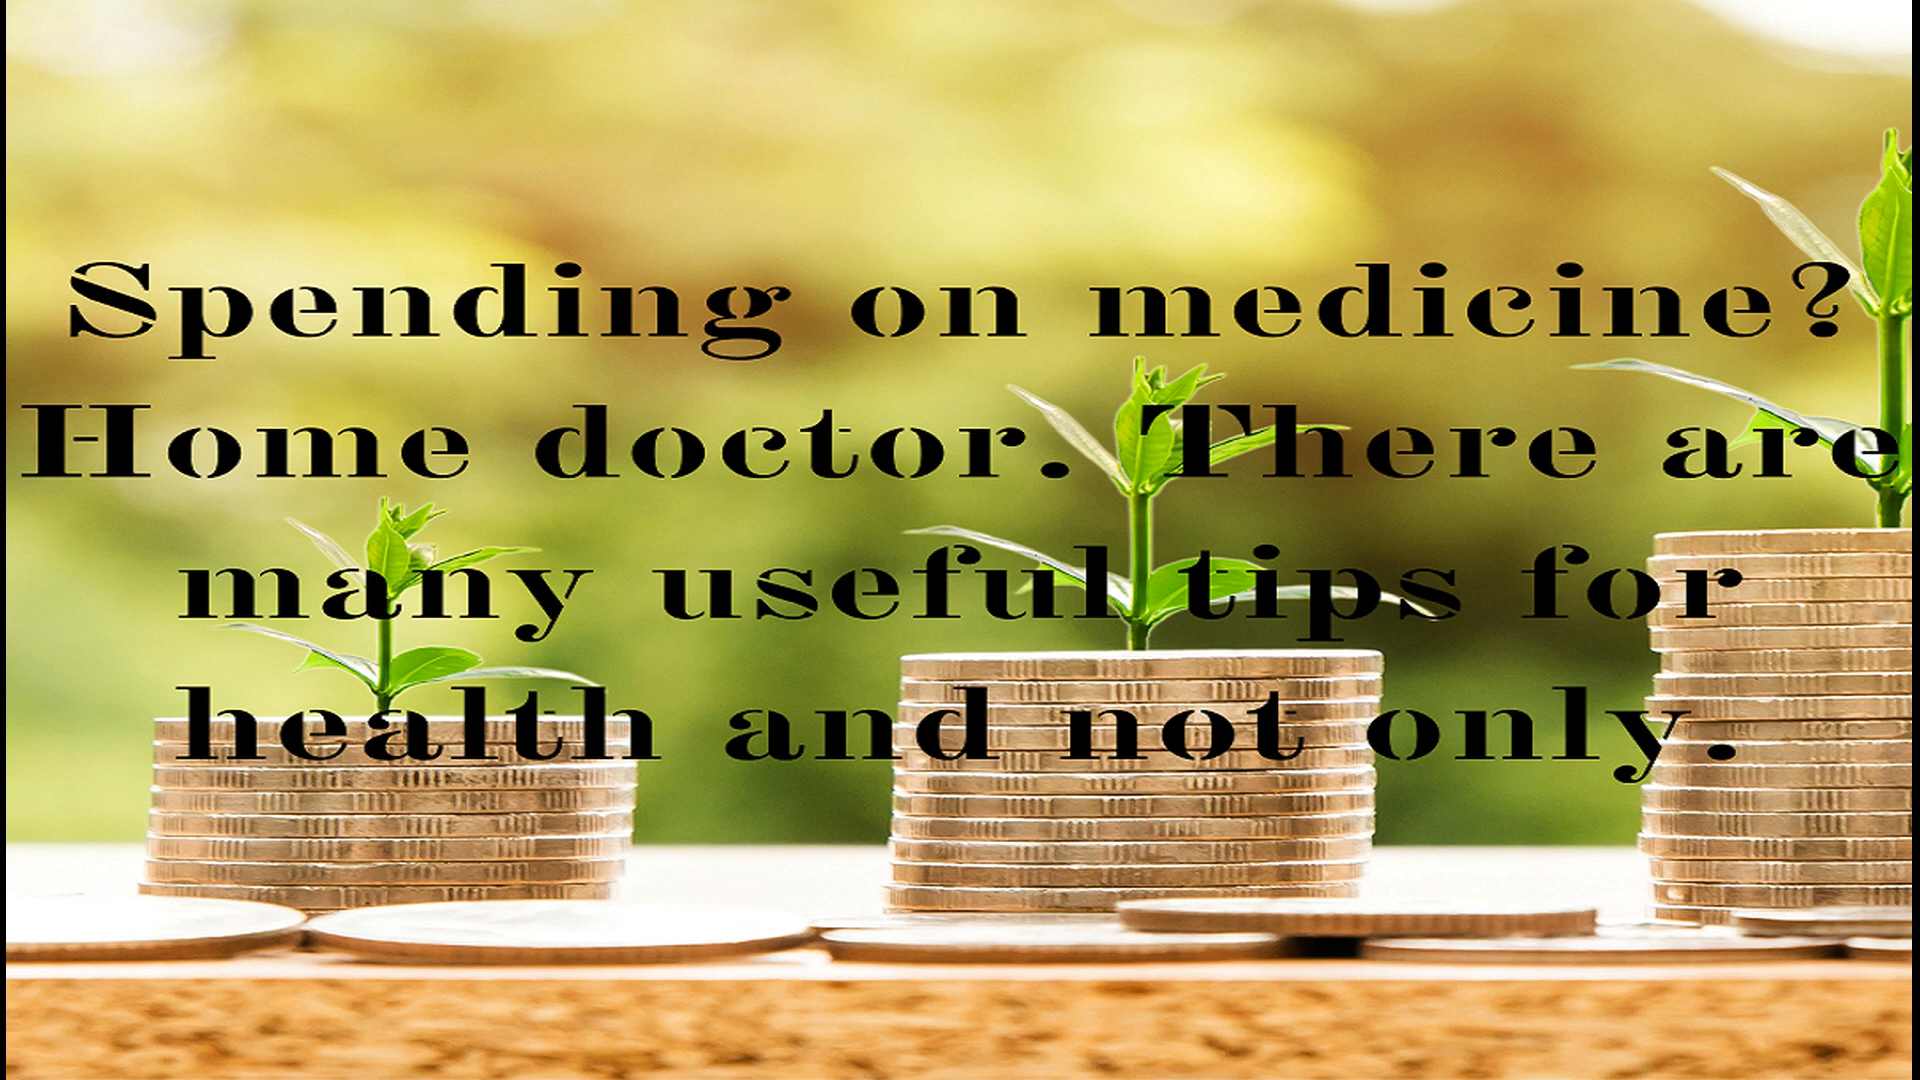 Spending on medicine?
Home doctor. There are
many useful tips for
health and not only.